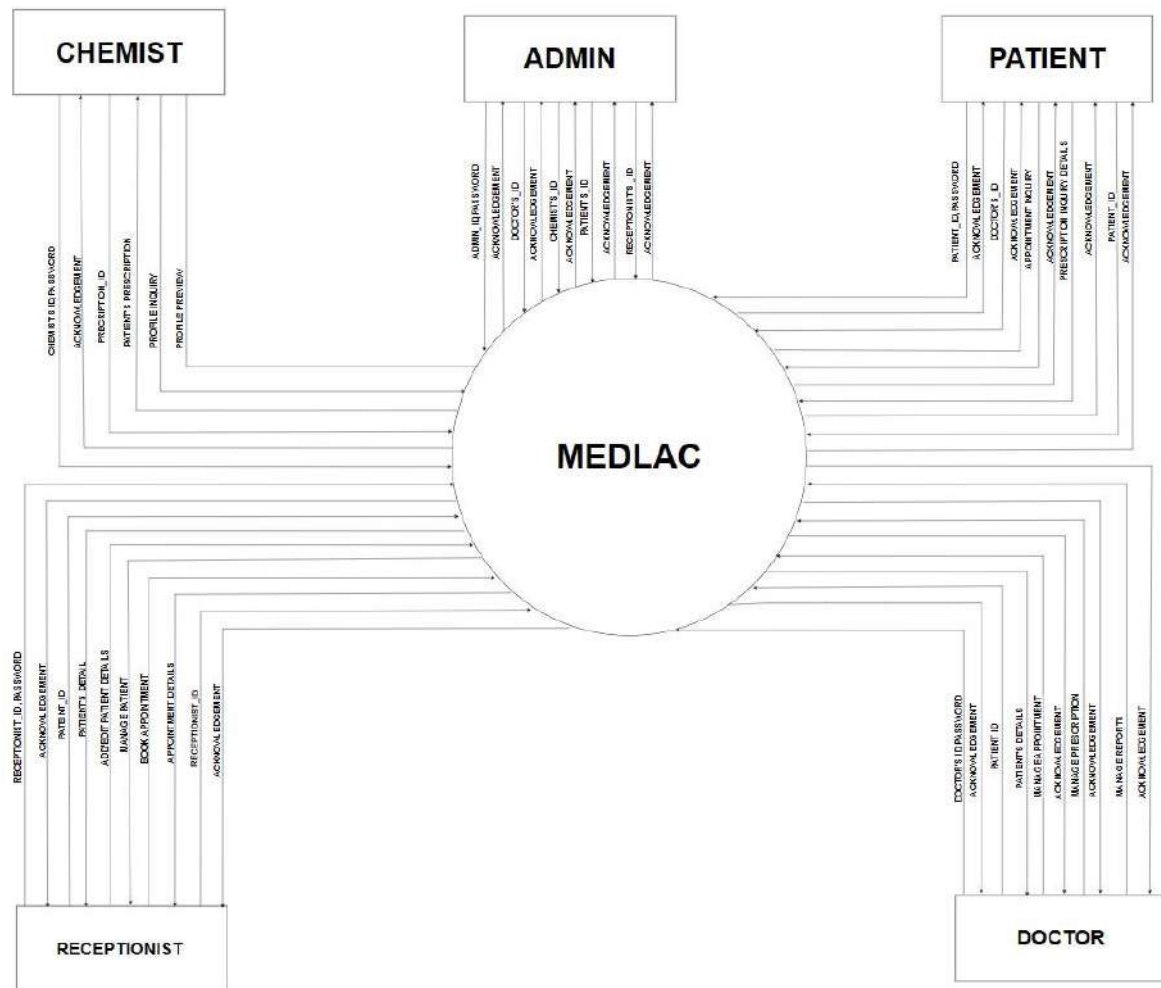 CHEMIST
ADMIN
PATIENT
CHEMIST'S ID, PASSWORD
ACKNOWLEDGEMENT
PRECRIPTION_ID
PATIENT'S PRESCRIPTION
PROFILE INQUIRY
PROFILE PREVIEW
ADMIN_ID, PASSWORD
ACKNOWLEDGEMENT
DOCTOR'S_ID
ACKNOWLEDGEMENT
CHEMIST'S_ID
ACKNOWLEDGEMENT
PATIENT'S_ID
ACKNOWLEDGEMENT
RECEPTIONIST'S_ID
ACKNOWLEDGEMENT
PATIENT_ID, PASSWORD
ACKNOWLEDGEMENT
DOCTOR'S_ID
ACKNOWLEDGEMENT
APPOINTMENT INQUIRY
ACKNOWLEDGEMENT
PRESCRIPTION INQUIRY DETAILS
ACKNOWLEDGEMENT
PATIENT_ID
ACKNOWLEDGEMENT
MEDLAC
RECEPTIONIST_ID, PASSWORD
ACKNOWLEDGEMENT
PATEINT_ID
PATIENT'S_DETAIL
ADD/EDIT PATIENT DETAILS
MANAGE PATIENT
BOOK APPOINTMENT
APPOINTMENT DETAILS
RECEPTIONIST_ID
ACKNOWLEDGEMENT
DOCTOR'S ID, PASSWORD
ACKNOWLEDGEMENT
PATIENT ID
PATIENT'S DETAILS
MANAGE APPOINTMENT
ACKNOWLEDGEMENT
MANAGE PRESCRIPTION
ACKNOWLEDGEMENT
MANAGE REPORTS
ACKNOWLEDGEMENT
RECEPTIONIST
DOCTOR